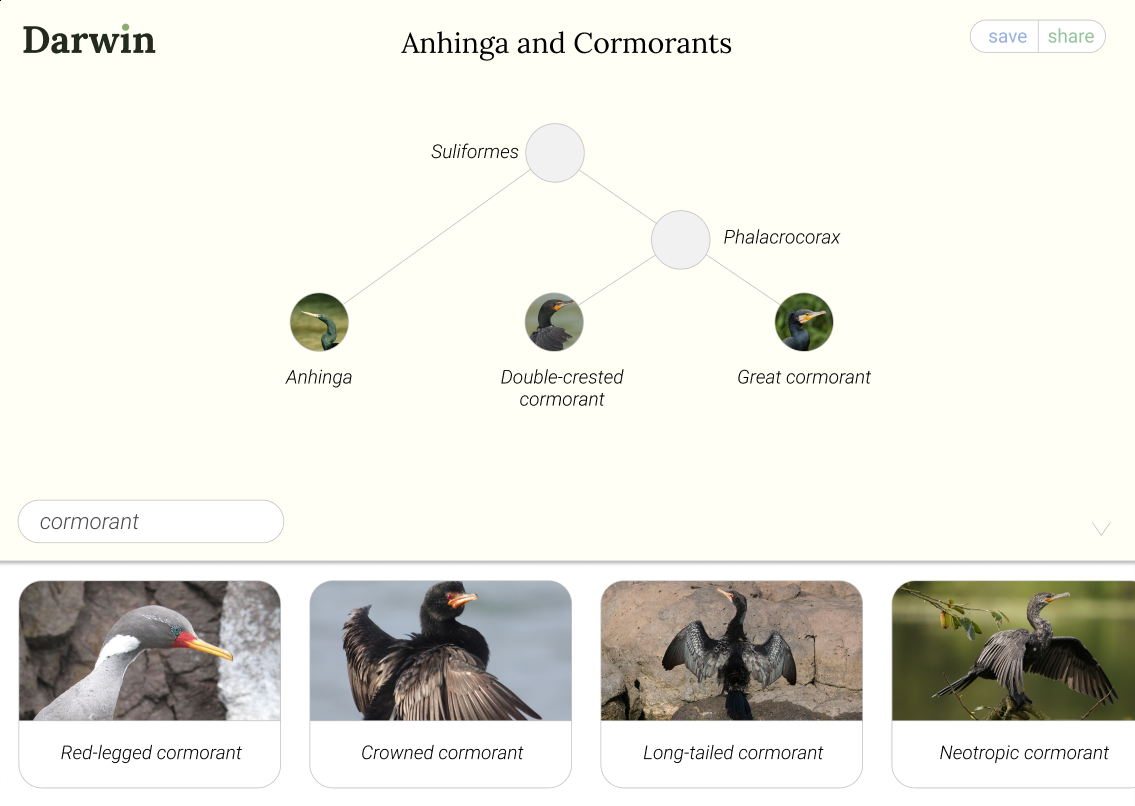 Darwin
Anhinga and Cormorants
save
share
Suliformes
Phalacrocorax
Anhinga
Double-crested
cormorant
Great cormorant
cormorant
Red-legged cormorant
Crowned cormorant
Long-tailed cormorant
Neotropic cormorant